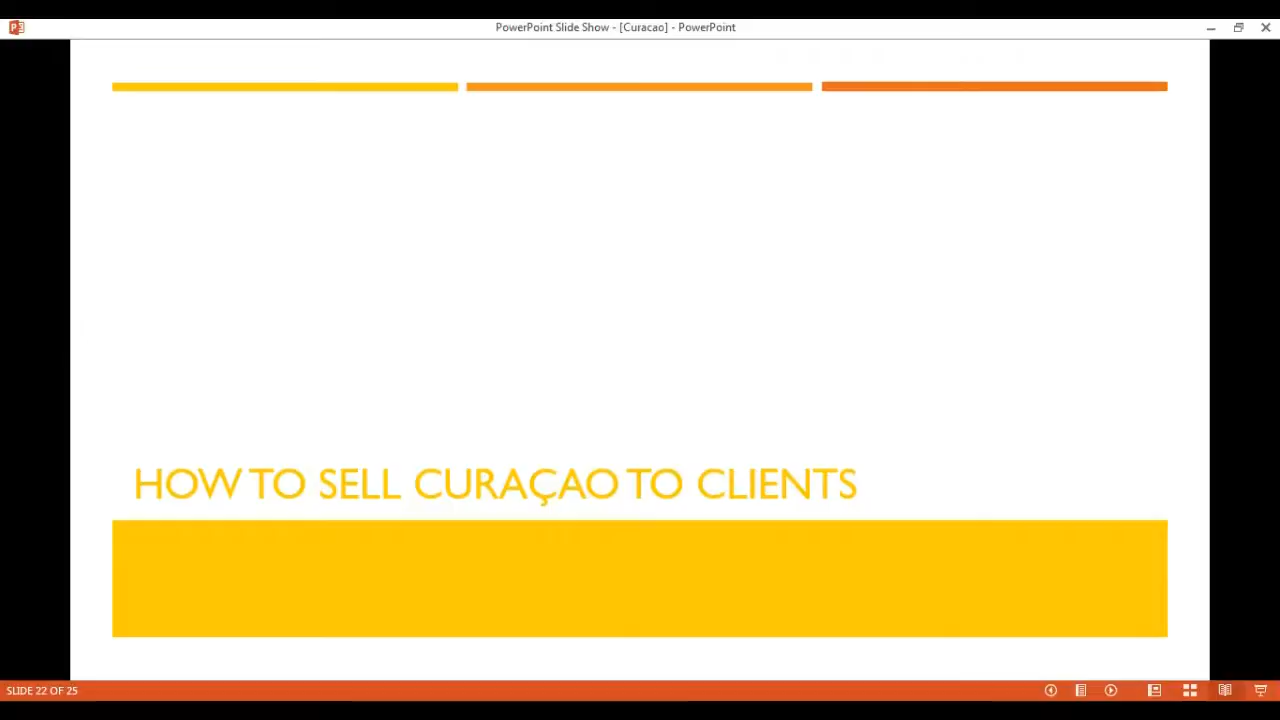 PowerPoint Slide Show - [Curacao] - PowerPoint
HOW TO SELL CURAÇAO TO CLIENTS
SLIDE 22 OF 25